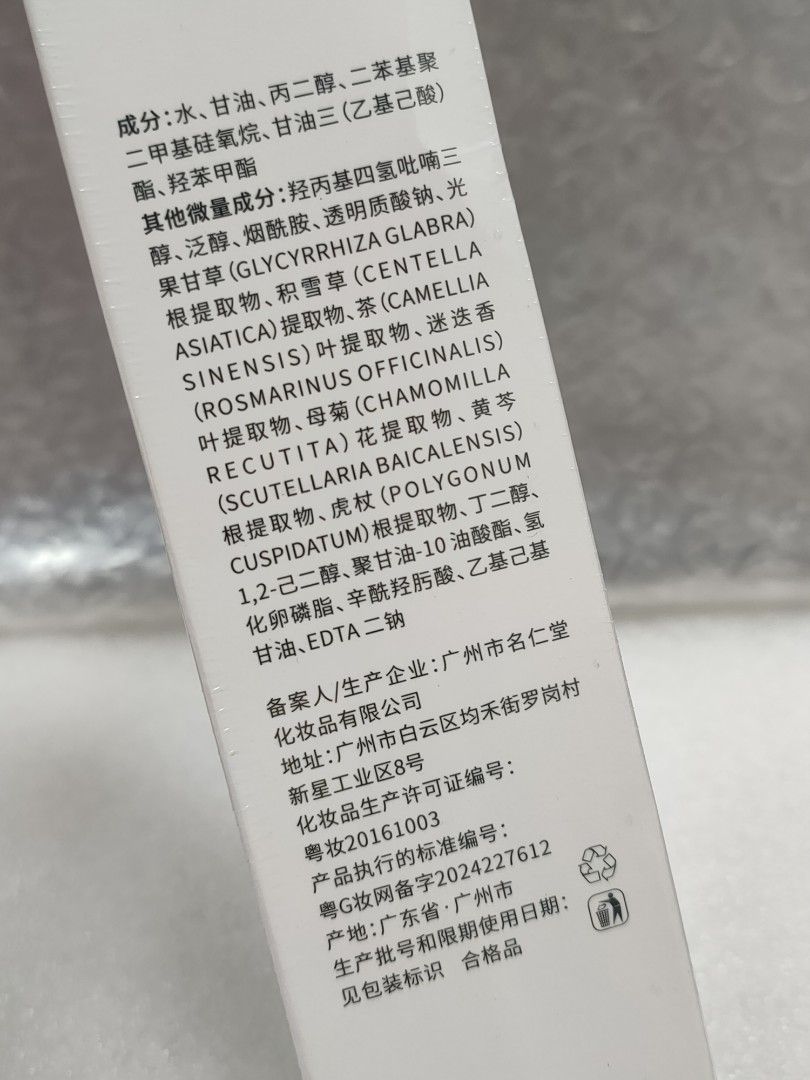 成分：水、甘油、丙二醇、二苯基聚
二甲基硅氧烷、甘油三（乙基己酸）
酯、羟苯甲酯
其他微量成分：羟丙基四氢吡喃三
醇、泛醇、烟酰胺、透明质酸钠、光
果甘草（GLYCYRRHIZA GLABRA）
根提取物、积雪草（CENTELLA
ASIATICA）提取物、茶（CAMELLIA
SINENSIS）叶提取物、迷迭香
（ROSMARINUS OFFICINALIS）
叶提取物、母菊（CHAMOMILLA
RECUTITA）花提取物、黄芩
（SCUTELLARIA BAICALENSIS）
根提取物、虎杖（POLYGONUM
CUSPIDATUM）根提取物、丁二醇、
1,2-己二醇、聚甘油-10 油酸酯、氢
化卵磷脂、辛酰羟肟酸、乙基己基
甘油、EDTA 二钠
备案人/生产企业：广州市名仁堂
化妆品有限公司
地址：广州市白云区均禾街罗岗村
新星工业区8号
化妆品生产许可证编号：
粤妆20161003
产品执行的标准编号：
粤G妆网备字2024227612
产地：广东省·广州市
生产批号和限期使用日期：
见包装标识 合格品